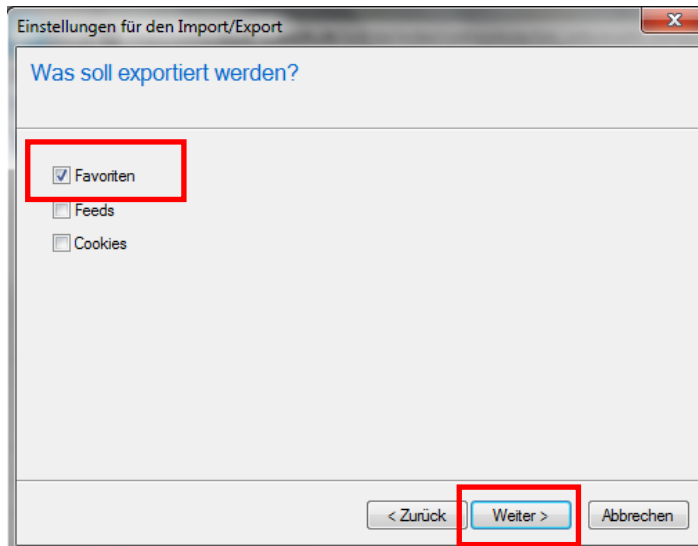 Einstellungen für den Import/Export
Was soll exportiert werden?
Favoriten
Feeds
Cookies
< Zurück Weiter > Abbrechen